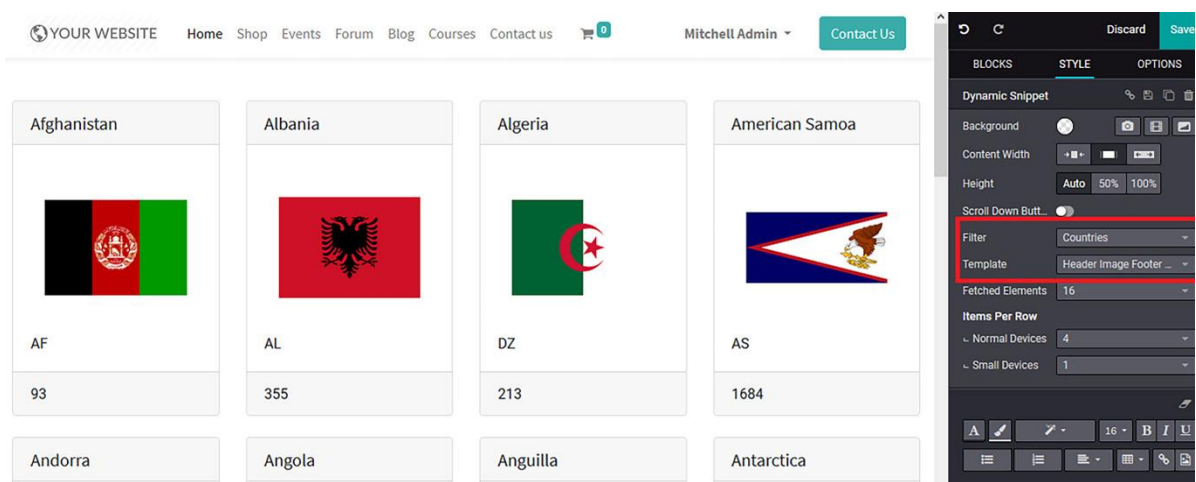 YOUR WEBSITE Home Shop Events Forum Blog Courses Contact us 0 Mitchell Admin Contact Us
Afghanistan Albania Algeria American Samoa
AF AL DZ AS
93 355 213 1684
Andorra Angola Anguilla Antarctica
Discard Save
BLOCKS STYLE OPTIONS
Dynamic Snippet
Background
Content Width
Height Auto 50% 100%
Scroll Down Butt...
Filter Countries
Template Header Image Footer ...
Fetched Elements 16
Items Per Row
Normal Devices 4
Small Devices 1
A 16 B I U